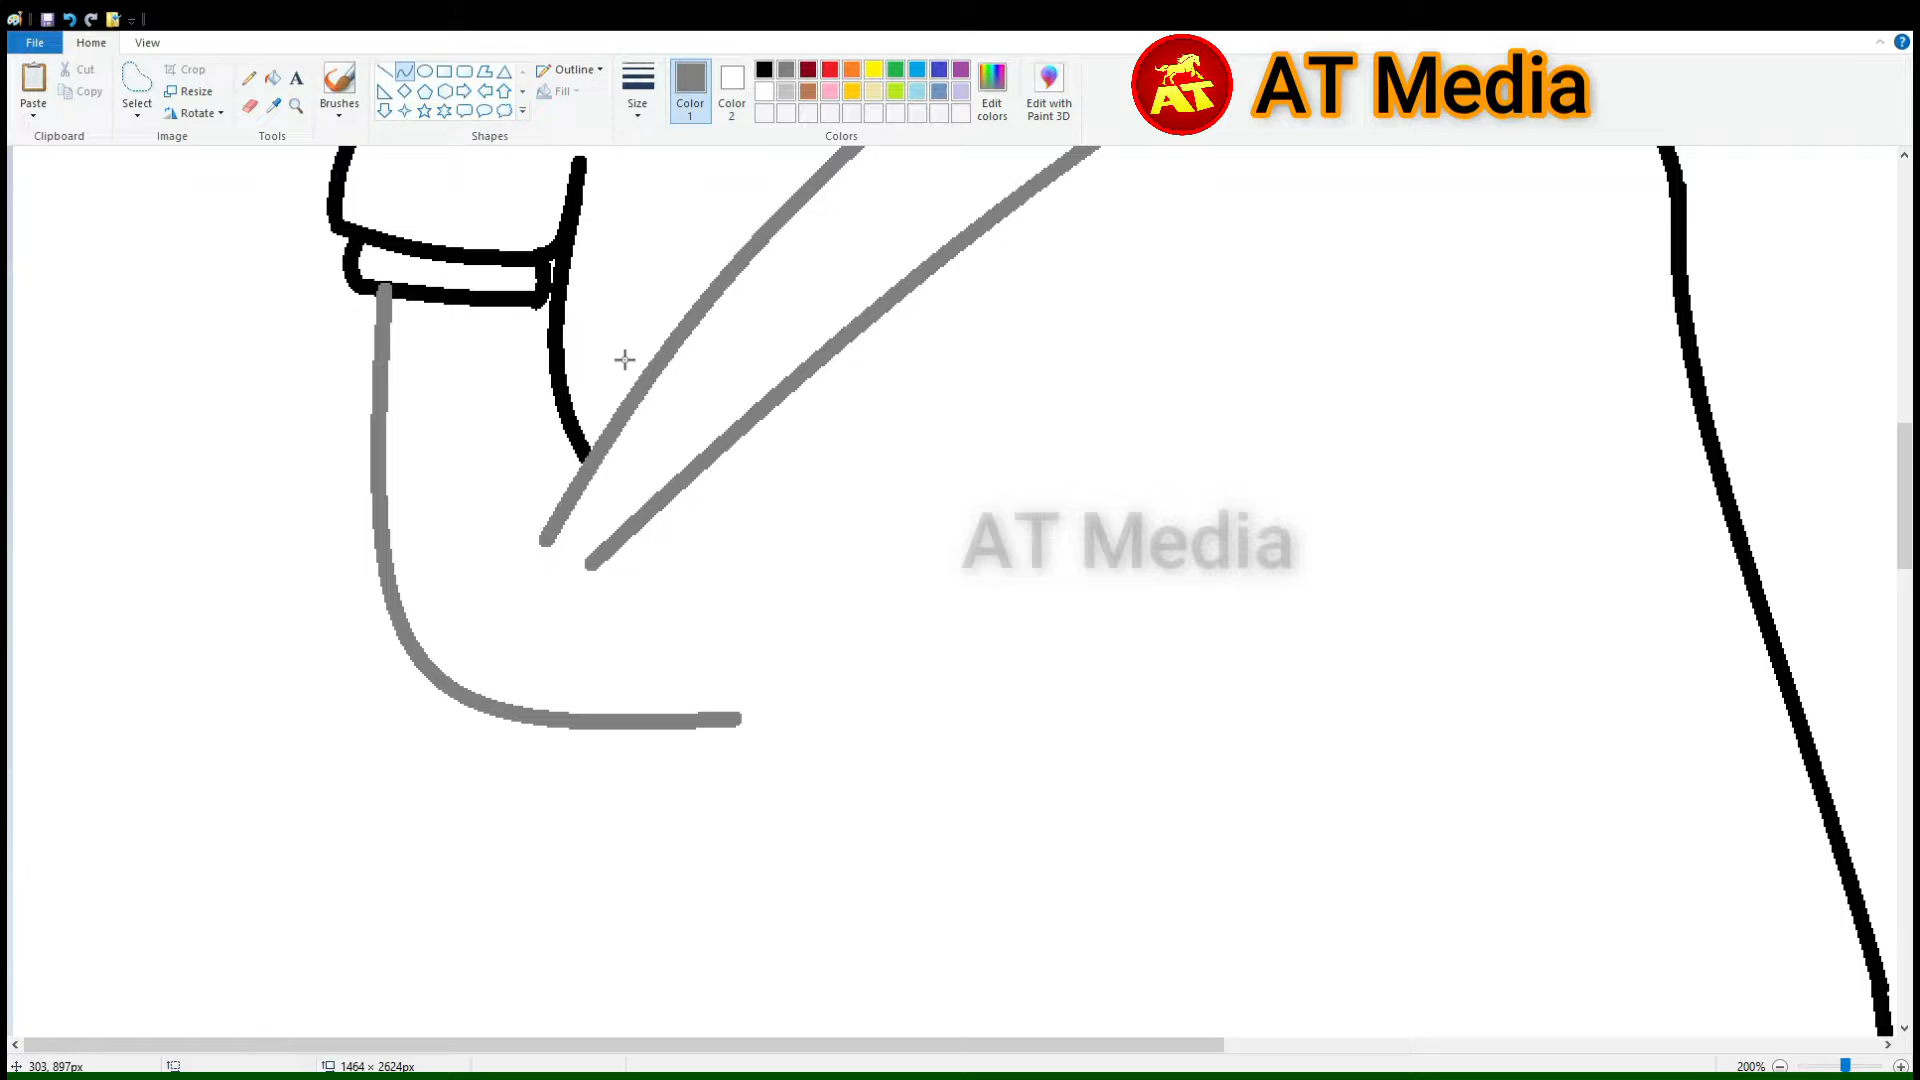 File Home View
AT Media
AT
Paste
Cut
Copy
Clipboard
Select
Crop
Resize
Rotate
Image
A
Tools
Brushes
Shapes
Outline
Fill
Size
Color 1
Color 2
Colors
Edit colors
Edit with Paint 3D
AT Media
303, 897px
1464 × 2624px
200%